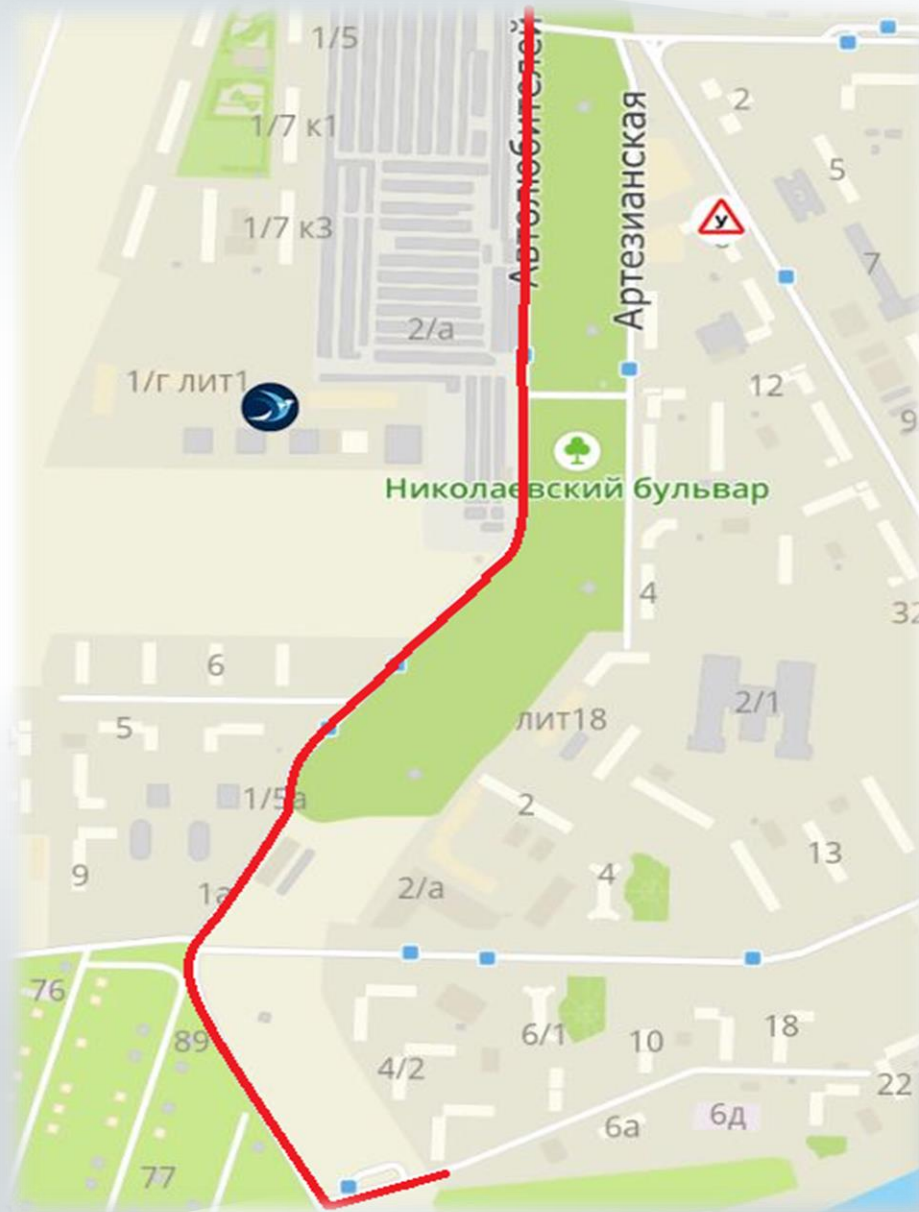 1/5
Автолюбителей
Артезианская
2
1/7 к1
5
У
1/7 к3
7
2/а
1/г лит1
12
9
Николаевский бульвар
4
32
6
2/1
5
лит18
1/5а
2
13
9
1а
2/а
4
76
89
6/1
10
18
4/2
22
6а
6д
77